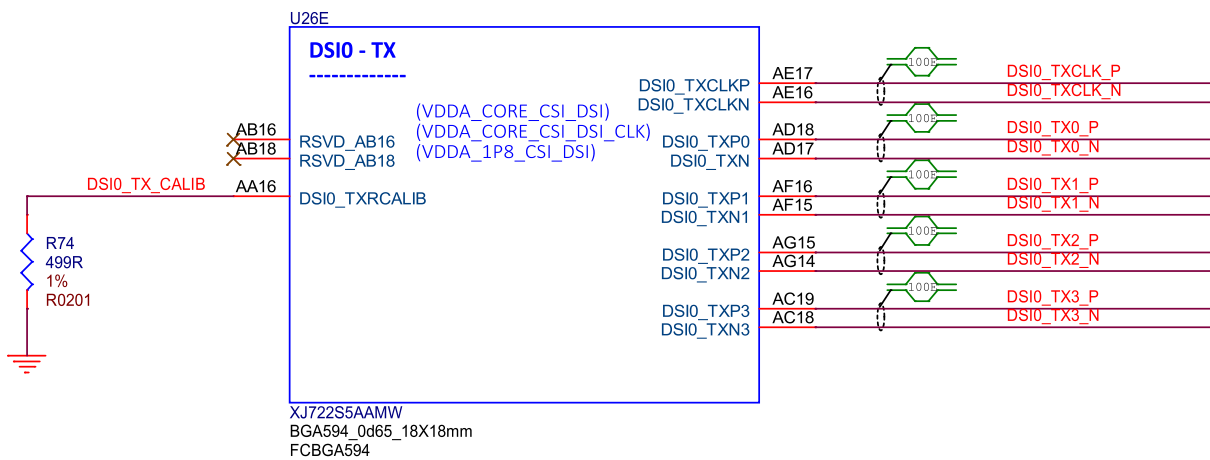 U26E
DSI0 - TX
-------------
(VDDA_CORE_CSI_DSI)
(VDDA_CORE_CSI_DSI_CLK)
(VDDA_1P8_CSI_DSI)
AB16 RSVD_AB16
AB18 RSVD_AB18
DSI0_TX_CALIB AA16 DSI0_TXRCALIB
R74
499R
1%
R0201
100E
DSI0_TXCLKP AE17 DSI0_TXCLK_P
DSI0_TXCLKN AE16 DSI0_TXCLK_N
100E
DSI0_TXP0 AD18 DSI0_TX0_P
DSI0_TXN AD17 DSI0_TX0_N
100E
DSI0_TXP1 AF16 DSI0_TX1_P
DSI0_TXN1 AF15 DSI0_TX1_N
100E
DSI0_TXP2 AG15 DSI0_TX2_P
DSI0_TXN2 AG14 DSI0_TX2_N
100E
DSI0_TXP3 AC19 DSI0_TX3_P
DSI0_TXN3 AC18 DSI0_TX3_N
XJ722S5AAMW
BGA594_0d65_18X18mm
FCBGA594